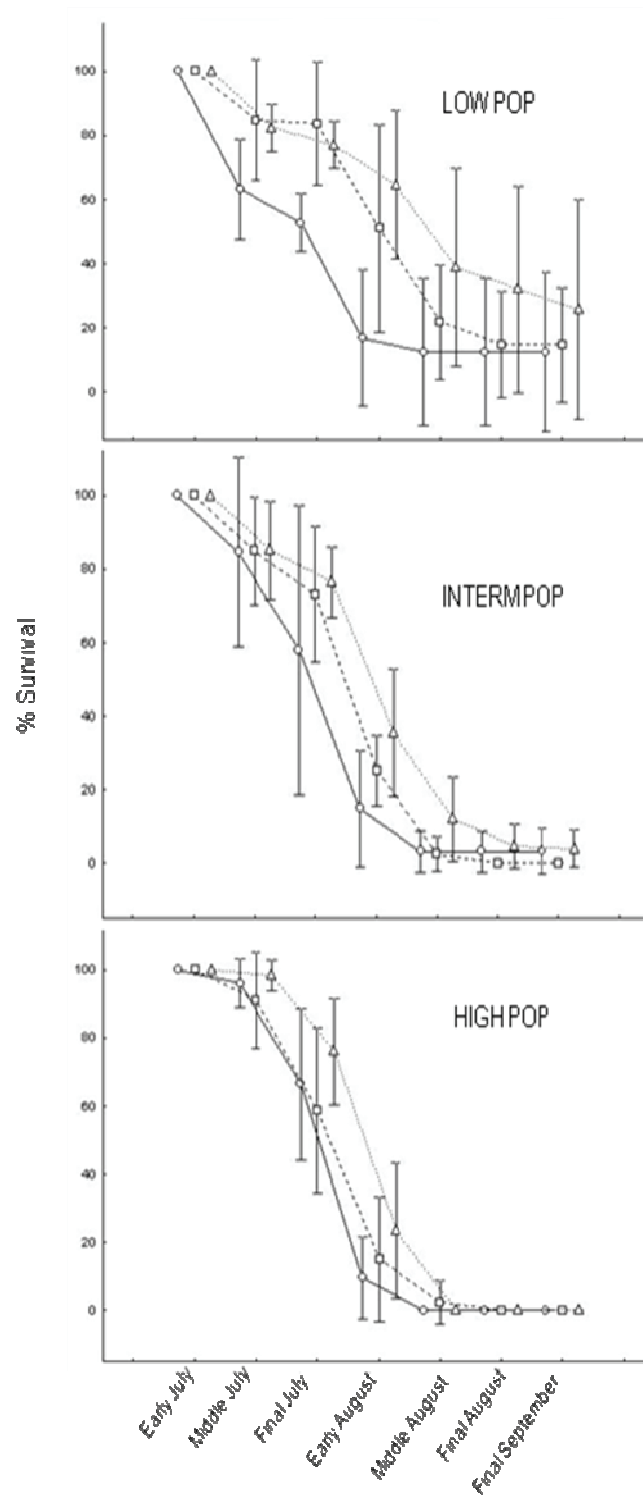 100
80
60
40
20
0
LOW POP
100
80
60
40
20
0
INTERM POP
% Survival
100
80
60
40
20
0
HIGH POP
Early July
Middle July
Final July
Early August
Middle August
Final August
Final September